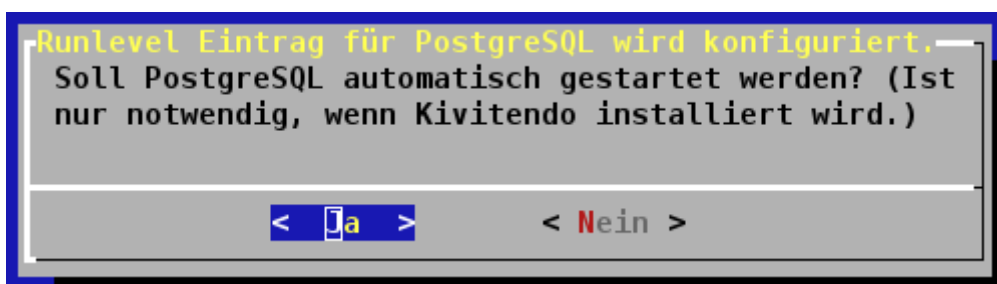 Runlevel Eintrag für PostgreSQL wird konfiguriert.
Soll PostgreSQL automatisch gestartet werden? (Ist
nur notwendig, wenn Kivitendo installiert wird.)
< Ja > < Nein >